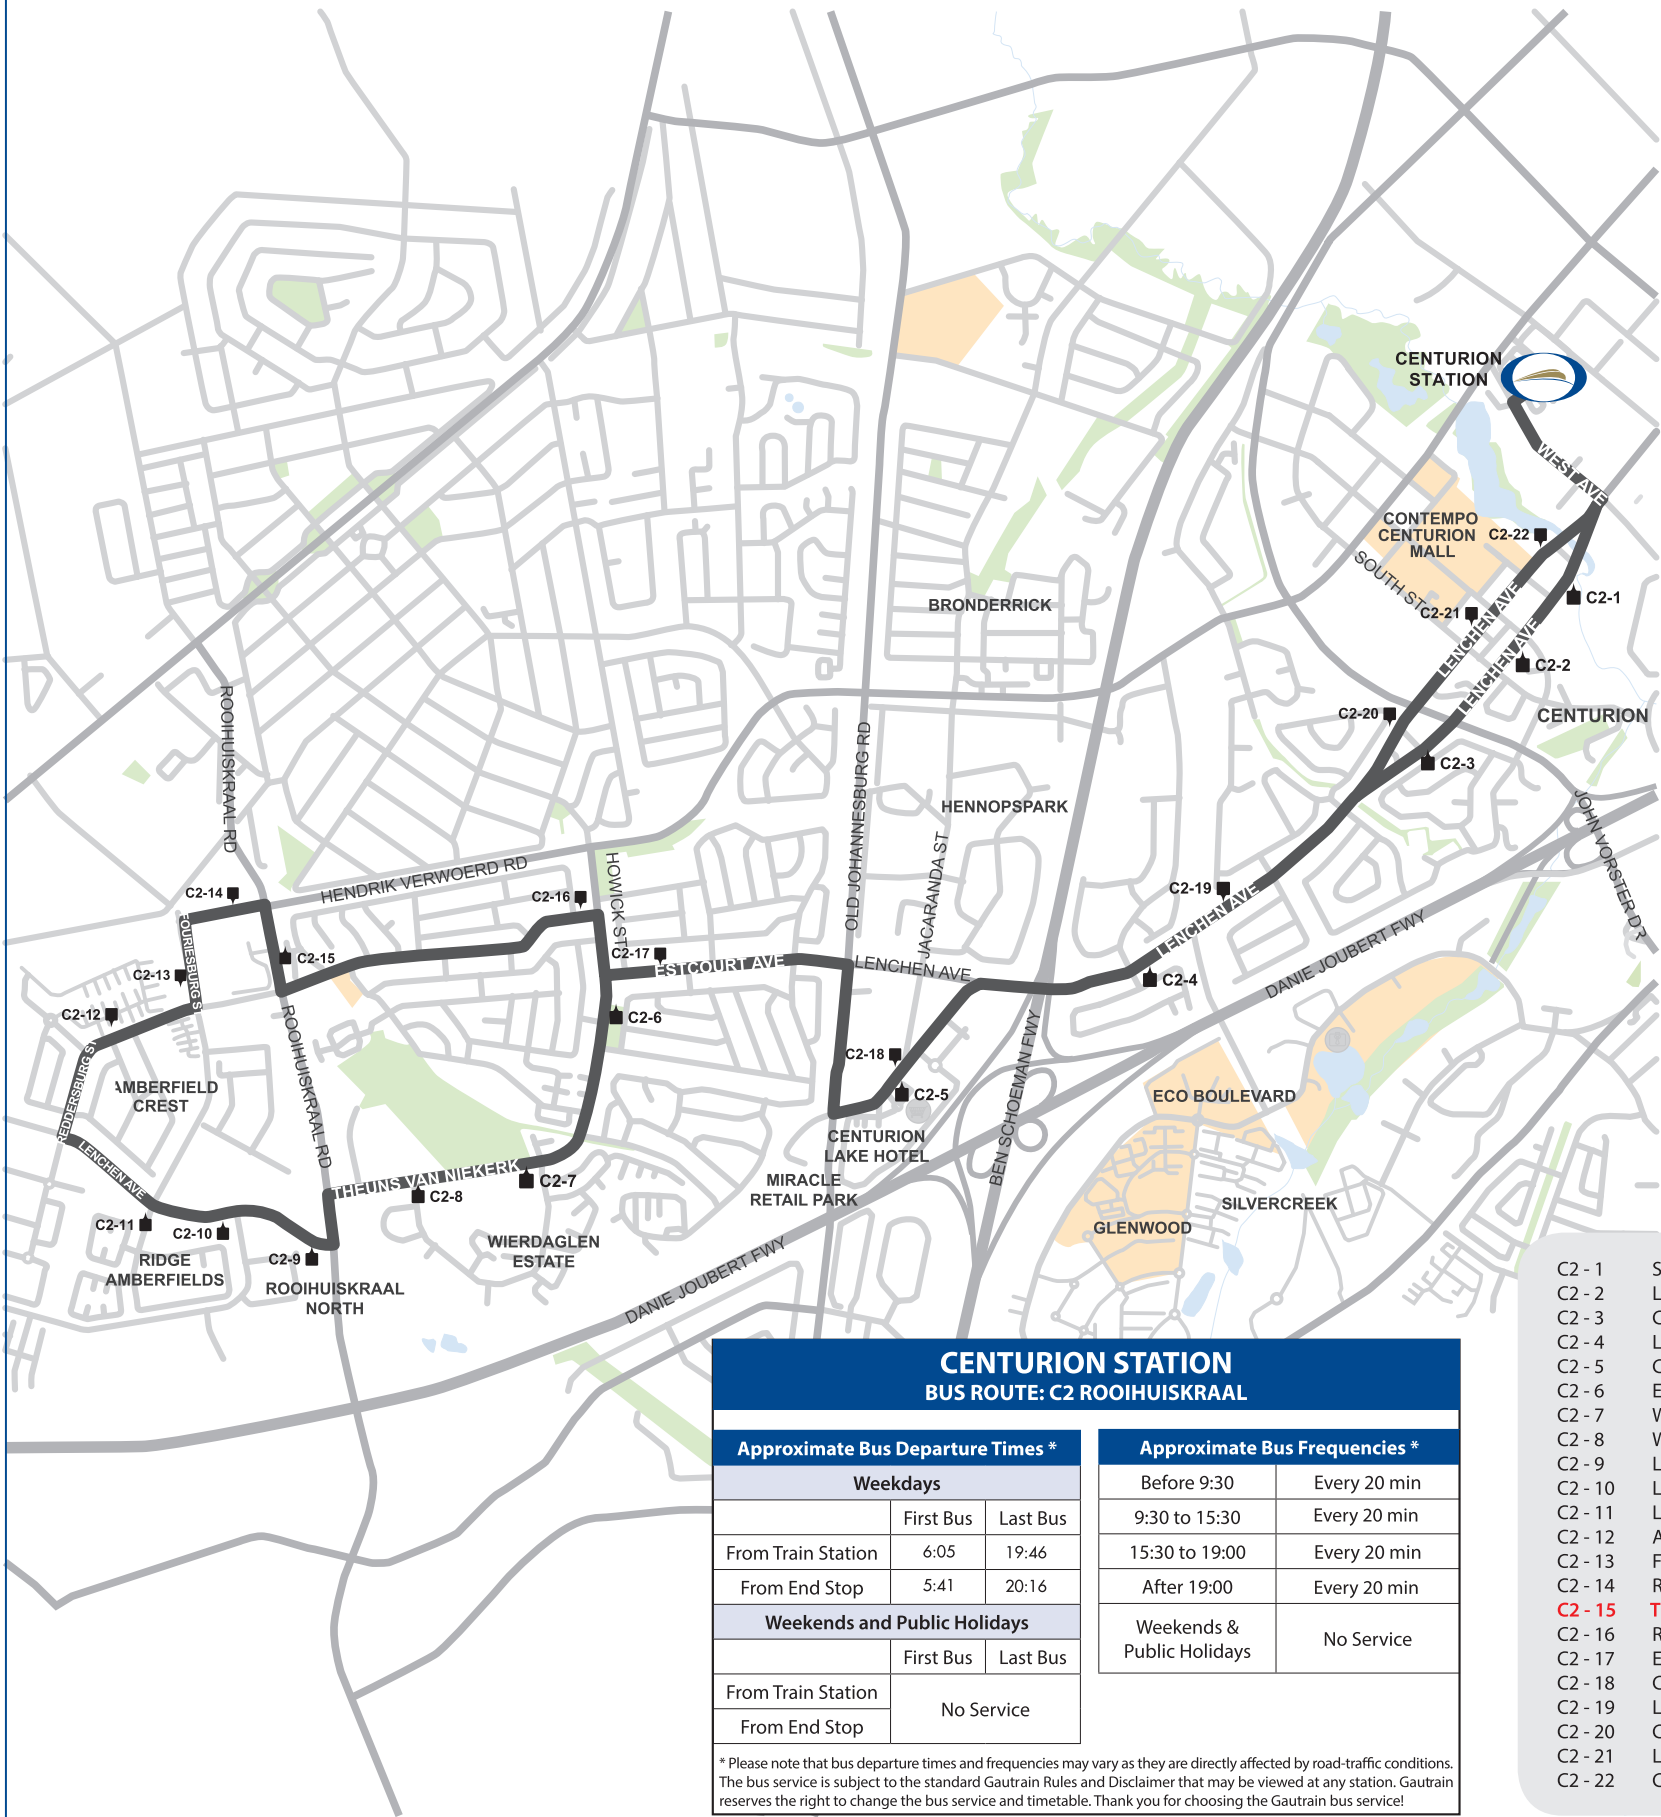 CENTURION
STATION
WEST AVE
CONTEMPO
CENTURION
MALL
C2-22
SOUTH ST
C2-21
C2-1
LENCHEN AVE
LENCHEN AVE
C2-2
BRONDERRICK
C2-20
CENTURION
C2-3
ROOIHUISKRAAL RD
OLD JOHANNESBURG RD
HENNOPSPARK
JOHN VORSTER DR
JACARANDA ST
HENDRIK VERWOERD RD
HOWICK ST
C2-14
C2-16
C2-19
LENCHEN AVE
FOURIESBURG ST
C2-15
C2-17
ESTCOURT AVE
LENCHEN AVE
C2-13
C2-4
DANIE JOUBERT FWY
C2-12
C2-6
ROOIHUISKRAAL RD
BEN SCHOEMAN FWY
C2-18
REDDERSBURG ST
AMBERFIELD
CREST
C2-5
ECO BOULEVARD
CENTURION
LAKE HOTEL
LENCHEN AVE
THEUNS VAN NIEKERK
C2-7
C2-8
MIRACLE
RETAIL PARK
SILVERCREEK
GLENWOOD
C2-11
C2-10
C2-9
WIERDAGLEN
ESTATE
RIDGE
AMBERFIELDS
ROOIHUISKRAAL
NORTH
DANIE JOUBERT FWY
CENTURION STATION
BUS ROUTE: C2 ROOIHUISKRAAL
Approximate Bus Departure Times *
Weekdays
First Bus Last Bus
From Train Station 6:05 19:46
From End Stop 5:41 20:16
Weekends and Public Holidays
First Bus Last Bus
From Train Station
No Service
From End Stop
Approximate Bus Frequencies *
Before 9:30 Every 20 min
9:30 to 15:30 Every 20 min
15:30 to 19:00 Every 20 min
After 19:00 Every 20 min
Weekends &
Public Holidays
No Service
* Please note that bus departure times and frequencies may vary as they are directly affected by road-traffic conditions.
The bus service is subject to the standard Gautrain Rules and Disclaimer that may be viewed at any station. Gautrain
reserves the right to change the bus service and timetable. Thank you for choosing the Gautrain bus service!
C2 - 1
C2 - 2
C2 - 3
C2 - 4
C2 - 5
C2 - 6
C2 - 7
C2 - 8
C2 - 9
C2 - 10
C2 - 11
C2 - 12
C2 - 13
C2 - 14
C2 - 15
C2 - 16
C2 - 17
C2 - 18
C2 - 19
C2 - 20
C2 - 21
C2 - 22